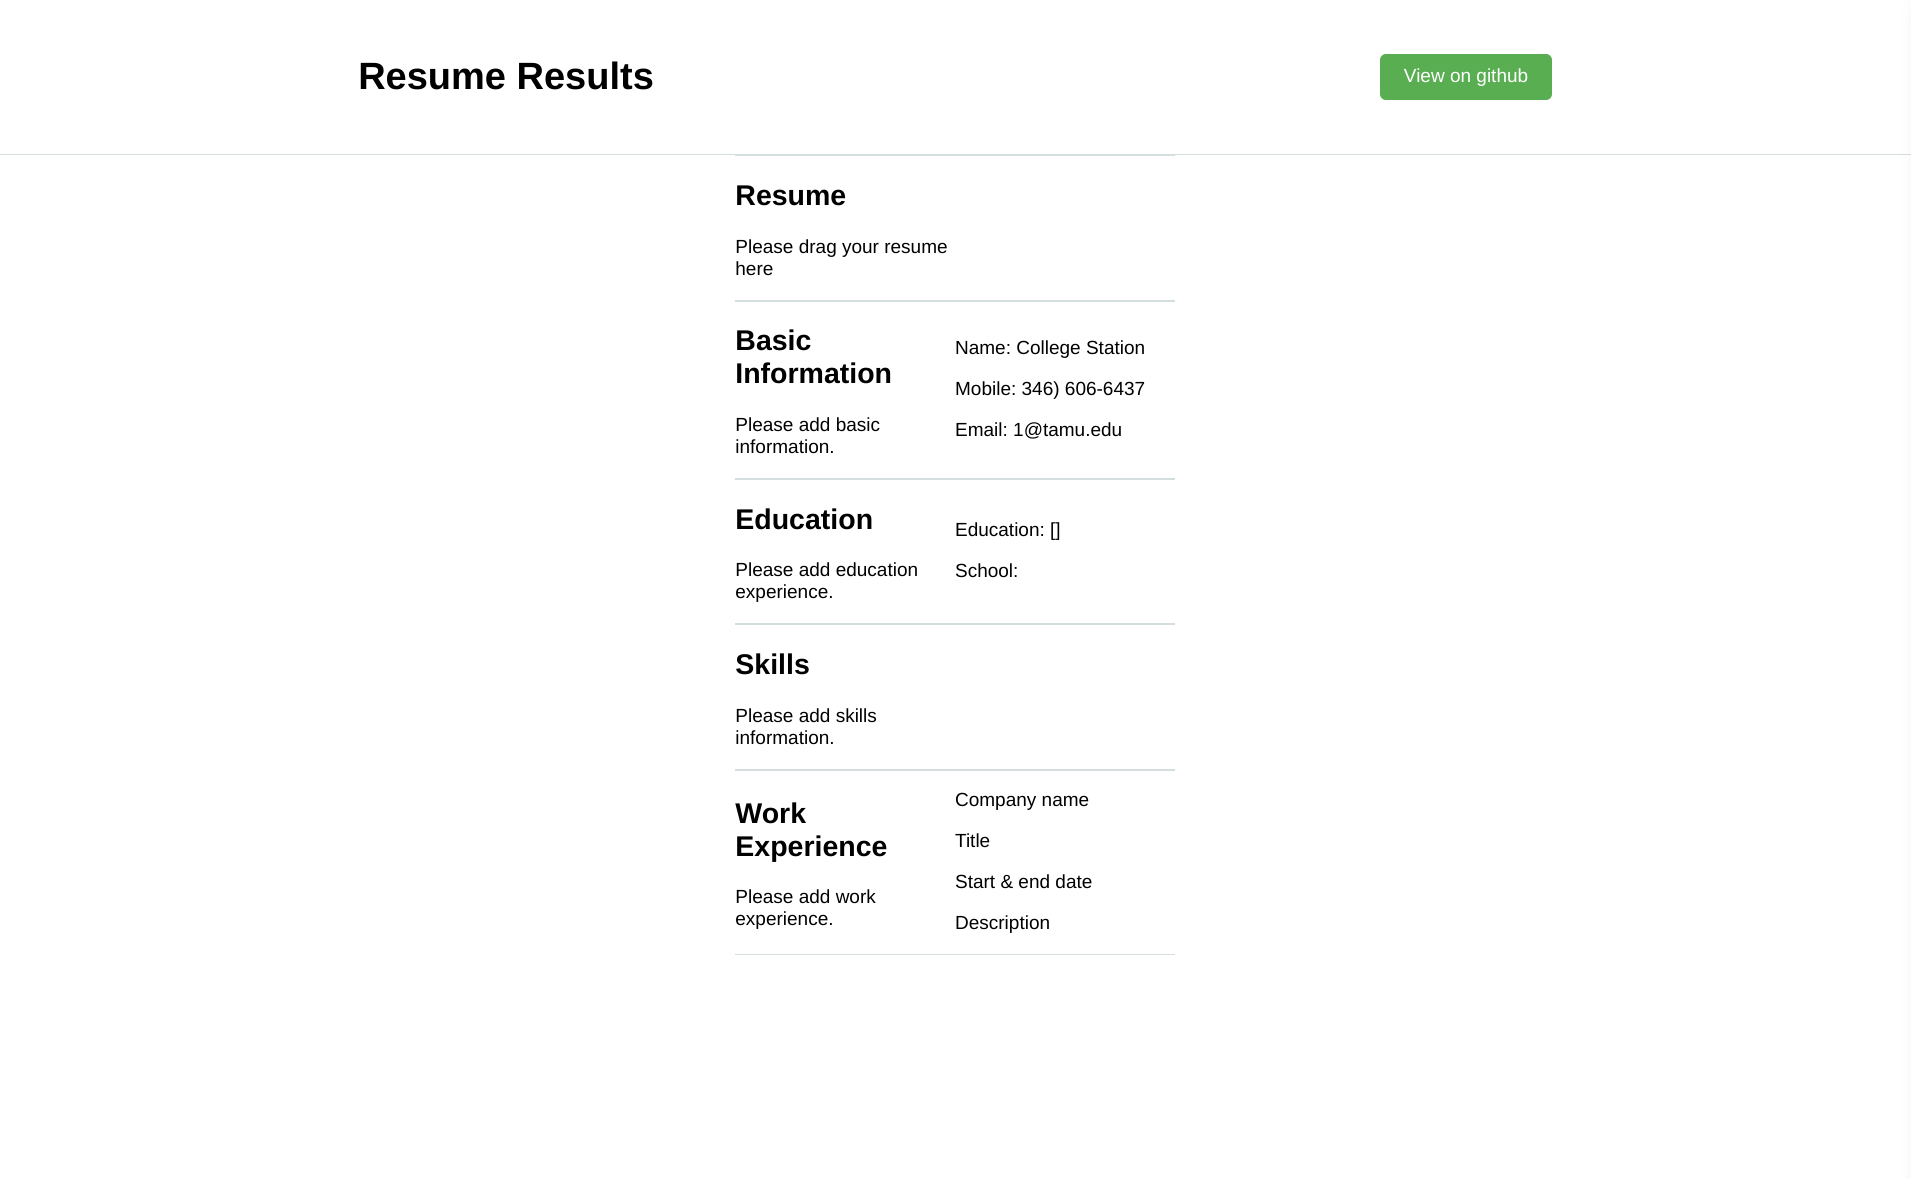 Resume Results
View on github
Resume
Please drag your resume
here
Basic
Information
Please add basic
information.
Name: College Station
Mobile: 346) 606-6437
Email: 1@tamu.edu
Education
Please add education
experience.
Education: []
School:
Skills
Please add skills
information.
Work
Experience
Please add work
experience.
Company name
Title
Start & end date
Description